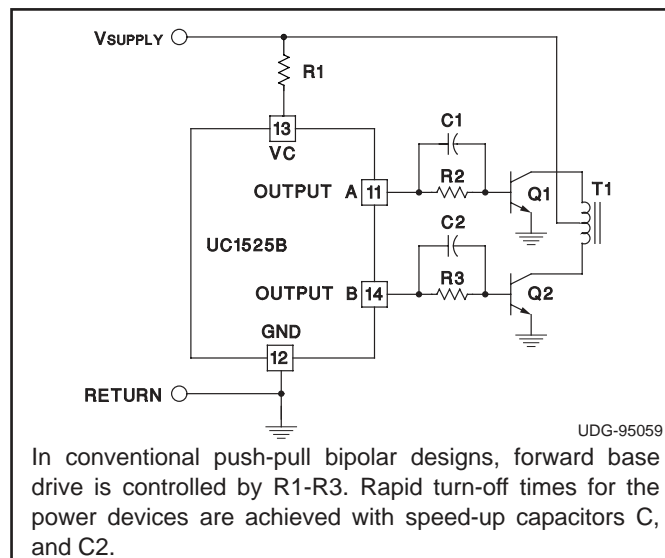 VSUPPLY
R1
13
VC
C1
OUTPUT A 11
R2
Q1
T1
UC1525B
C2
OUTPUT B 14
R3
Q2
GND
12
RETURN
UDG-95059
In conventional push-pull bipolar designs, forward base
drive is controlled by R1-R3. Rapid turn-off times for the
power devices are achieved with speed-up capacitors C,
and C2.